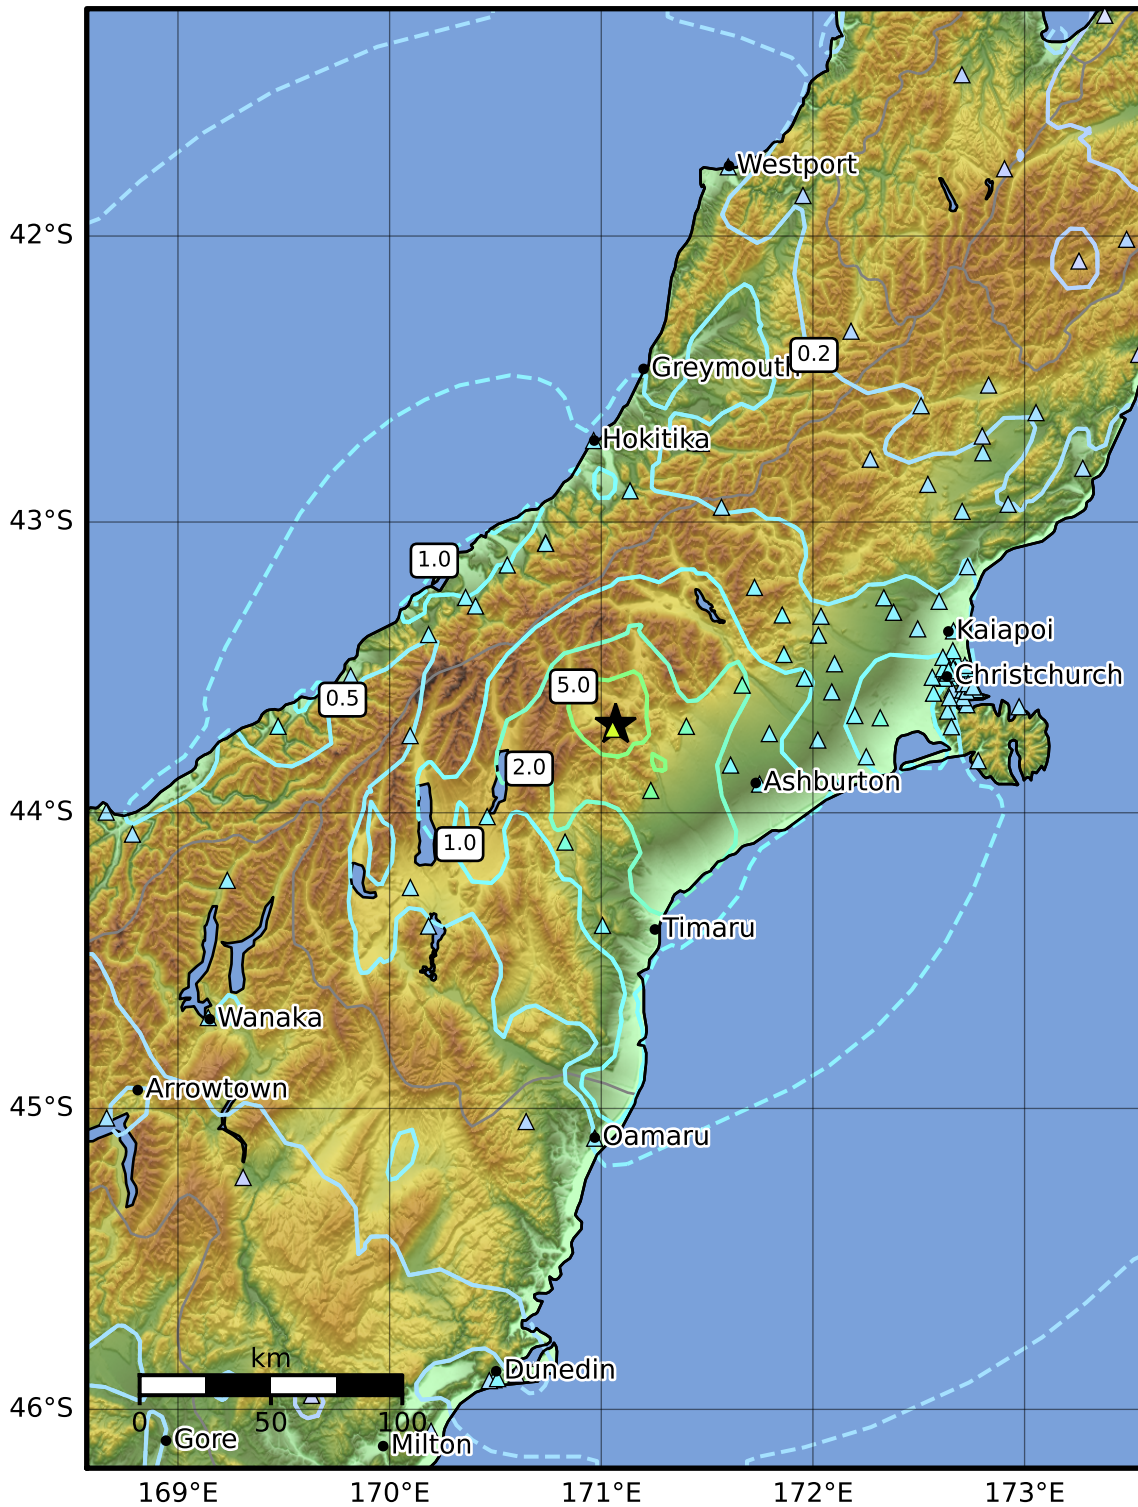 Westport
42°S
0.2
Greymouth
Hokitika
43°S
1.0
Kaiapoi
Christchurch
5.0
0.5
2.0
Ashburton
44°S
1.0
Timaru
Wanaka
Arrowtown
45°S
Oamaru
km
Dunedin
46°S
0 50 100
Gore
Milton
169°E 170°E 171°E 172°E 173°E